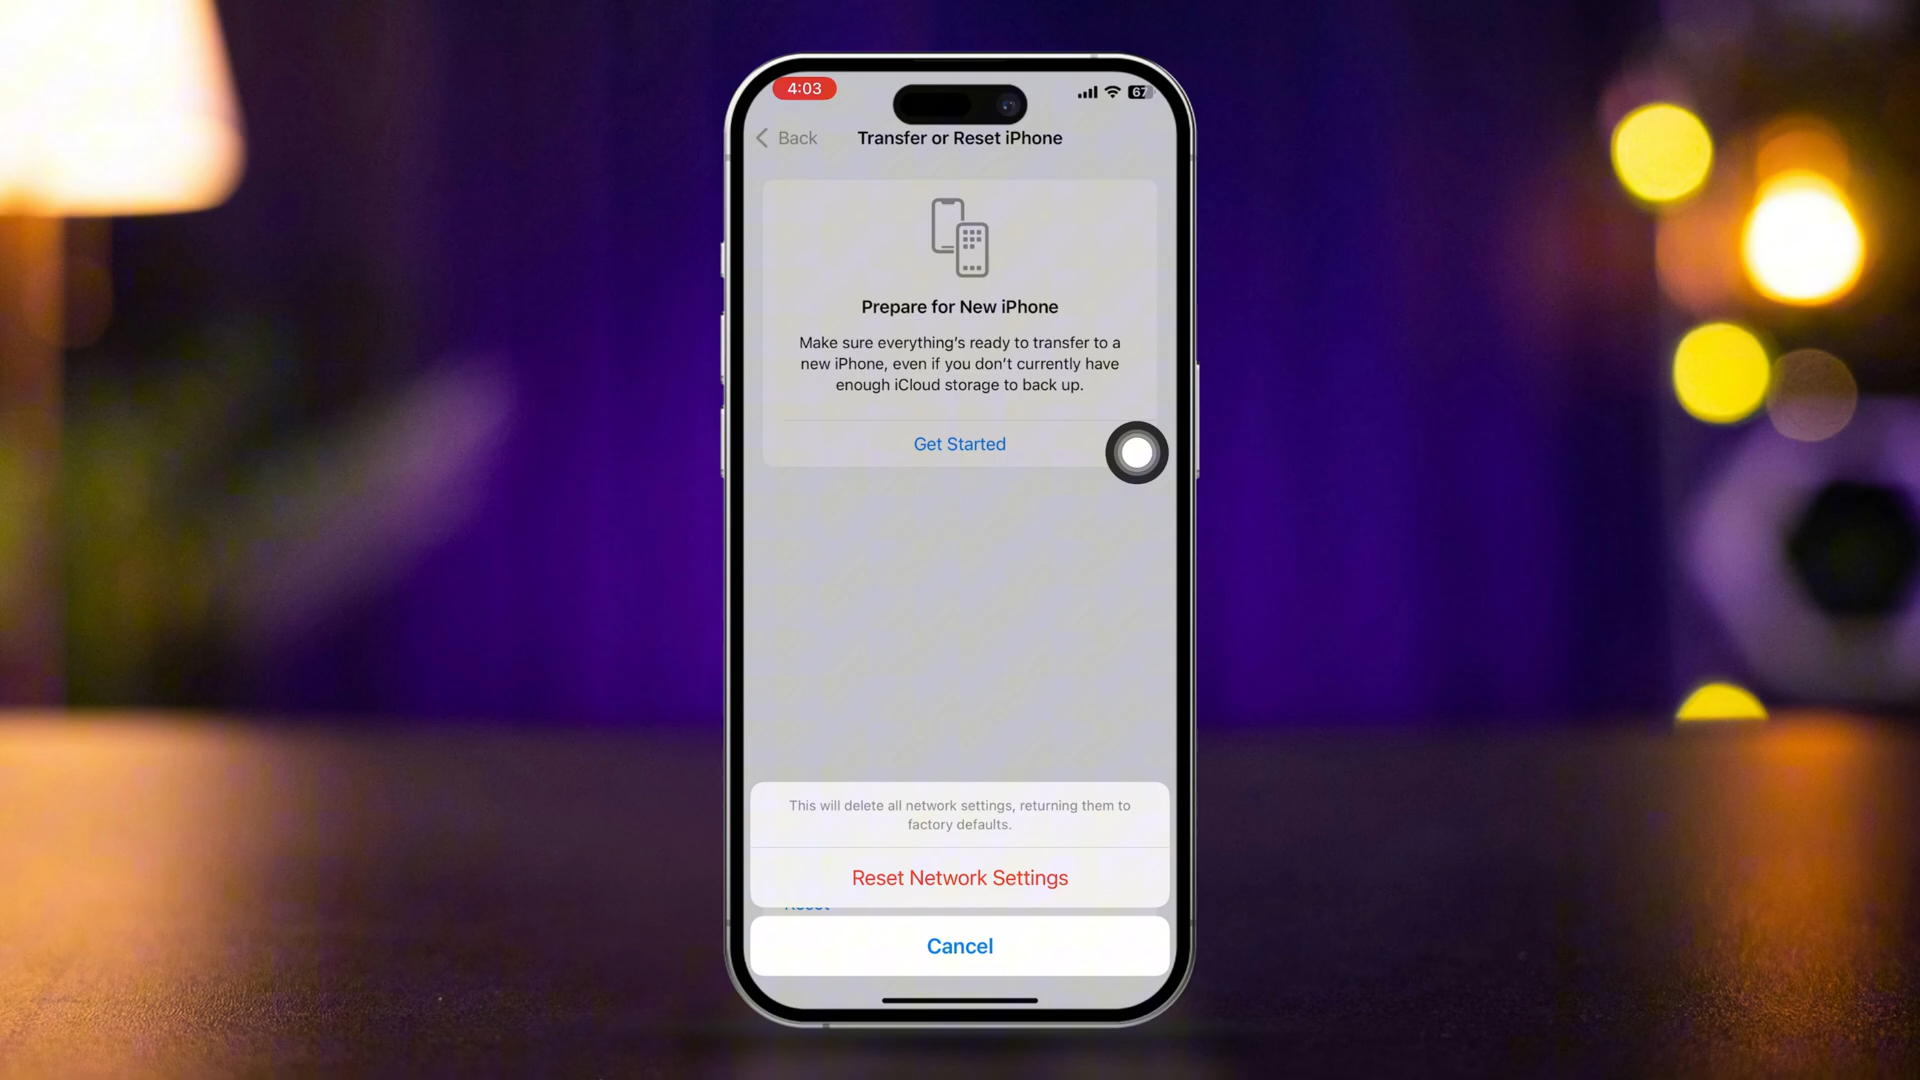 4:03
67
Back
Transfer or Reset iPhone
Prepare for New iPhone
Make sure everything’s ready to transfer to a
new iPhone, even if you don’t currently have
enough iCloud storage to back up.
Get Started
This will delete all network settings, returning them to
factory defaults.
Reset Network Settings
Reset
Cancel